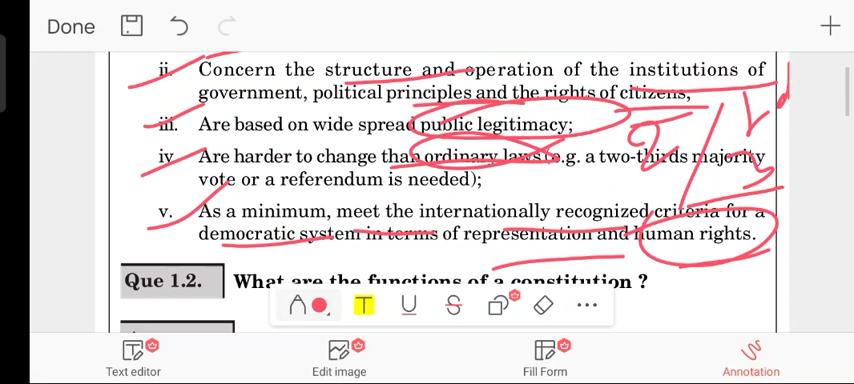 Done
ii. Concern the structure and operation of the institutions of
government, political principles and the rights of citizens;
iii. Are based on wide spread public legitimacy;
iv. Are harder to change than ordinary laws (e.g. a two-thirds majority
vote or a referendum is needed);
v. As a minimum, meet the internationally recognized criteria for a
democratic system in terms of representation and human rights.
Que 1.2. What are the functions of a constitution ?
Text editor
Edit image
Fill Form
Annotation